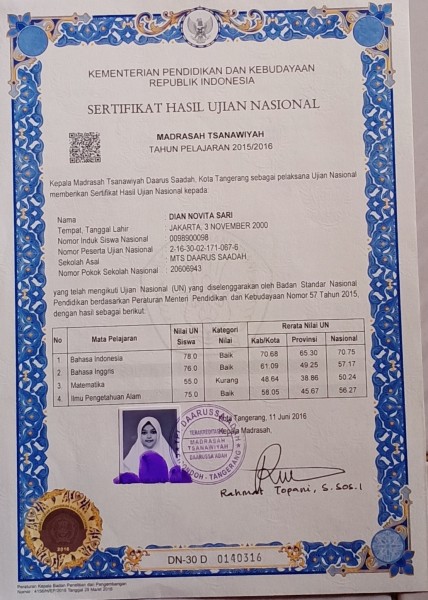 KEMENTERIAN PENDIDIKAN DAN KEBUDAYAAN
REPUBLIK INDONESIA
SERTIFIKAT HASIL UJIAN NASIONAL
MADRASAH TSANAWIYAH
TAHUN PELAJARAN 2015/2016
Kepala Madrasah Tsanawiyah Daarus Saadah, Kota Tangerang sebagai pelaksana Ujian Nasional
memberikan Sertifikat Hasil Ujian Nasional kepada
Nama DIAN NOVITA SARI
Tempat, Tanggal Lahir JAKARTA, 3 NOVEMBER 2000
Nomor Induk Siswa Nasional 0098900098
Nomor Peserta Ujian Nasional 2-16-30-02-171-067-6
Sekolah Asal MTS DAARUS SAADAH
Nomor Pokok Sekolah Nasional 20606943
yang telah mengikuti Ujian Nasional (UN) yang diselenggarakan oleh Badan Standar Nasional
Pendidikan berdasarkan Peraturan Menteri Pendidikan dan Kebudayaan Nomor 57 Tahun 2015,
dengan hasil sebagai berikut.
No Mata Pelajaran Nilai UN Siswa Kategori Nilai Rerata Nilai UN
Kab/Kota Provinsi Nasional
1. Bahasa Indonesia 78.0 Baik 70.68 65.30 70.75
2. Bahasa Inggris 76.0 Baik 61.09 49.25 57.17
3. Matematika 55.0 Kurang 48.64 38.86 50.24
4. Ilmu Pengetahuan Alam 75.0 Baik 58.05 45.67 56.27
Kota Tangerang, 11 Juni 2016
Kepala Madrasah,
DAARUSSAADAH
MADRASAH
TSANAWIYAH
TANGERANG
Rahmat Topani, S.Sos.I
DN-30 D 0140316
2016
Peraturan Kepala Badan Penelitian dan Pengembangan